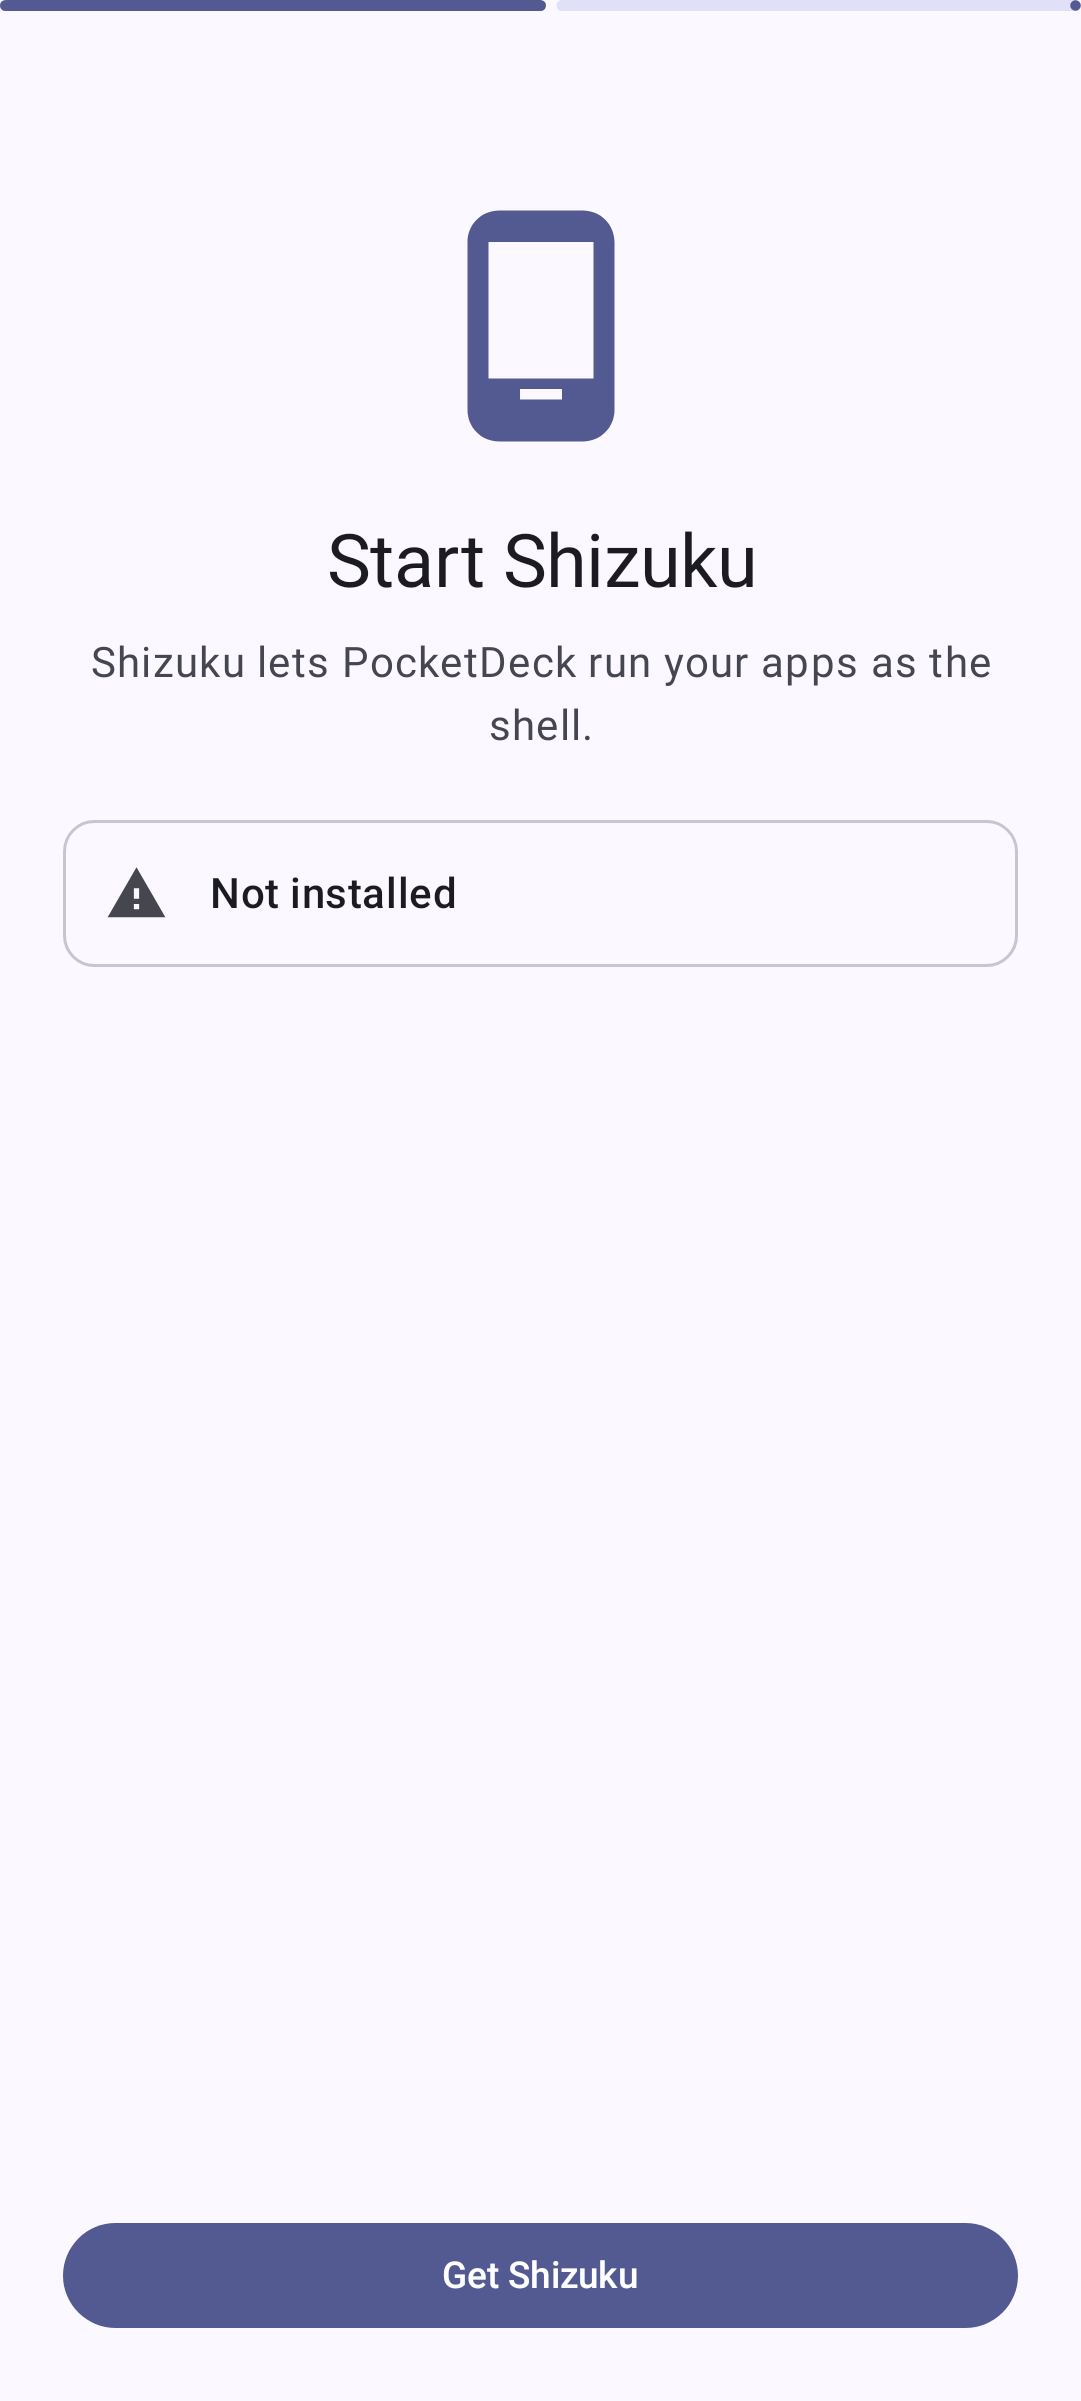 Start Shizuku
Shizuku lets PocketDeck run your apps as the
shell.
Not installed
Get Shizuku